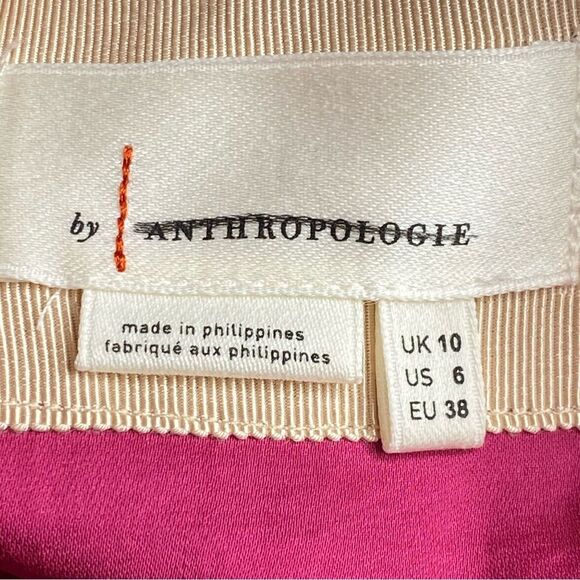 by ANTHROPOLOGIE
made in philippines
fabriqué aux philippines
UK 10
US 6
EU 38